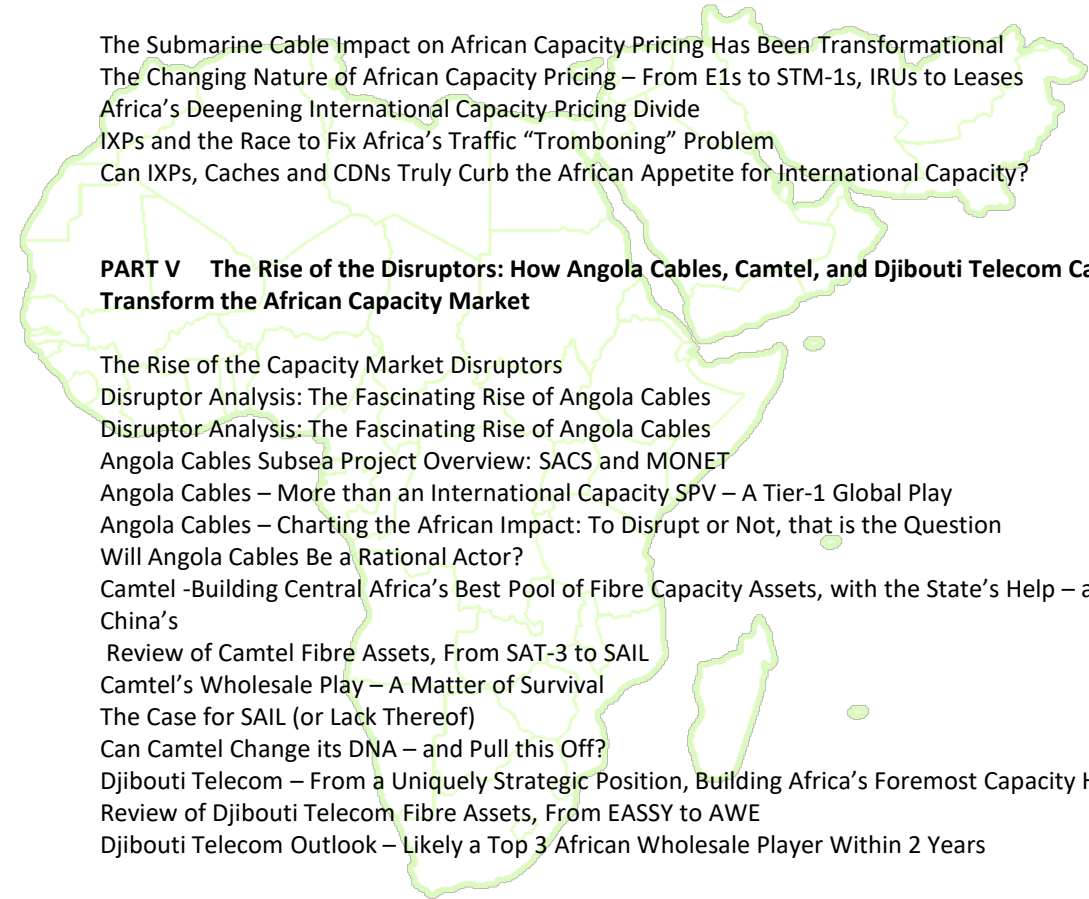 The Submarine Cable Impact on African Capacity Pricing Has Been Transformational
The Changing Nature of African Capacity Pricing – From E1s to STM-1s, IRUs to Leases
Africa's Deepening International Capacity Pricing Divide
IXPs and the Race to Fix Africa's Traffic “Tromboning” Problem
Can IXPs, Caches and CDNs Truly Curb the African Appetite for International Capacity?
PART V The Rise of the Disruptors: How Angola Cables, Camtel, and Djibouti Telecom
Transform the African Capacity Market
The Rise of the Capacity Market Disruptors
Disruptor Analysis: The Fascinating Rise of Angola Cables
Disruptor Analysis: The Fascinating Rise of Angola Cables
Angola Cables Subsea Project Overview: SACS and MONET
Angola Cables – More than an International Capacity SPV – A Tier-1 Global Play
Angola Cables – Charting the African Impact: To Disrupt or Not, that is the Question
Will Angola Cables Be a Rational Actor?
Camtel -Building Central Africa's Best Pool of Fibre Capacity Assets, with the State's Help –
China's
Review of Camtel Fibre Assets, From SAT-3 to SAIL
Camtel's Wholesale Play – A Matter of Survival
The Case for SAIL (or Lack Thereof)
Can Camtel Change its DNA – and Pull this Off?
Djibouti Telecom – From a Uniquely Strategic Position, Building Africa's Foremost Capacity
Review of Djibouti Telecom Fibre Assets, From EASSY to AWE
Djibouti Telecom Outlook – Likely a Top 3 African Wholesale Player Within 2 Years